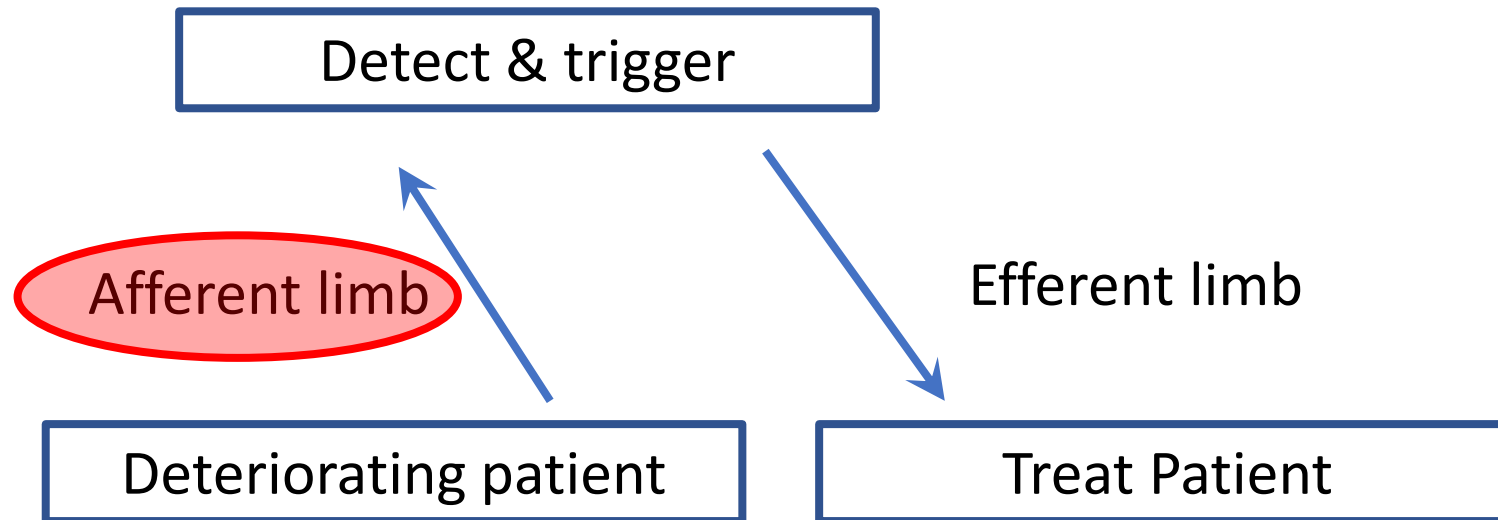 Detect & trigger
Afferent limb
Efferent limb
Deteriorating patient
Treat Patient